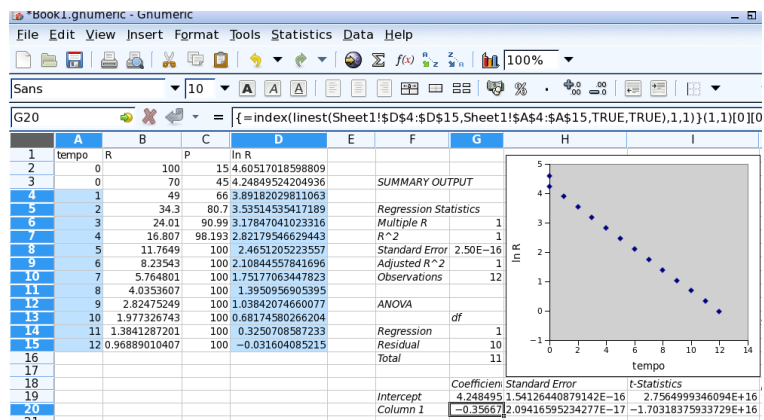 *Book1.gnumeric - Gnumeric
File Edit View Insert Format Tools Statistics Data Help
100%
Sans 10 A A A %
G20 = {=index(linest(Sheet1!$D$4:$D$15,Sheet1!$A$4:$A$15,TRUE,TRUE),1,1)}(1,1)[0][0
A B C D E F G H I
1 tempo R P ln R
2 0 100 15 4.60517018598809
3 0 70 45 4.24849524204936 SUMMARY OUTPUT
4 1 49 66 3.89182029811063
5 2 34.3 80.7 3.53514535417189 Regression Statistics
6 3 24.01 90.99 3.17847041023316 Multiple R 1
7 4 16.807 98.193 2.82179546629443 R^2 1
8 5 11.7649 100 2.4651205223557 Standard Error 2.50E−16
9 6 8.23543 100 2.10844557841696 Adjusted R^2 1
10 7 5.764801 100 1.75177063447823 Observations 12
11 8 4.0353607 100 1.3950956905395
12 9 2.82475249 100 1.03842074660077 ANOVA
13 10 1.977326743 100 0.68174580266204 df
14 11 1.3841287201 100 0.3250708587233 Regression 1
15 12 0.96889010407 100 −0.031604085215 Residual 10
16 Total 11
17
18 Coefficien Standard Error t-Statistics
19 Intercept 4.248495 1.54126440879142E−16 2.7564999346094E+16
20 Column 1 −0.35667 2.09416595234277E−17 −1.70318375933729E+16
5
4
3
2
1
0
−1
ln R
0 2 4 6 8 10 12 14
tempo